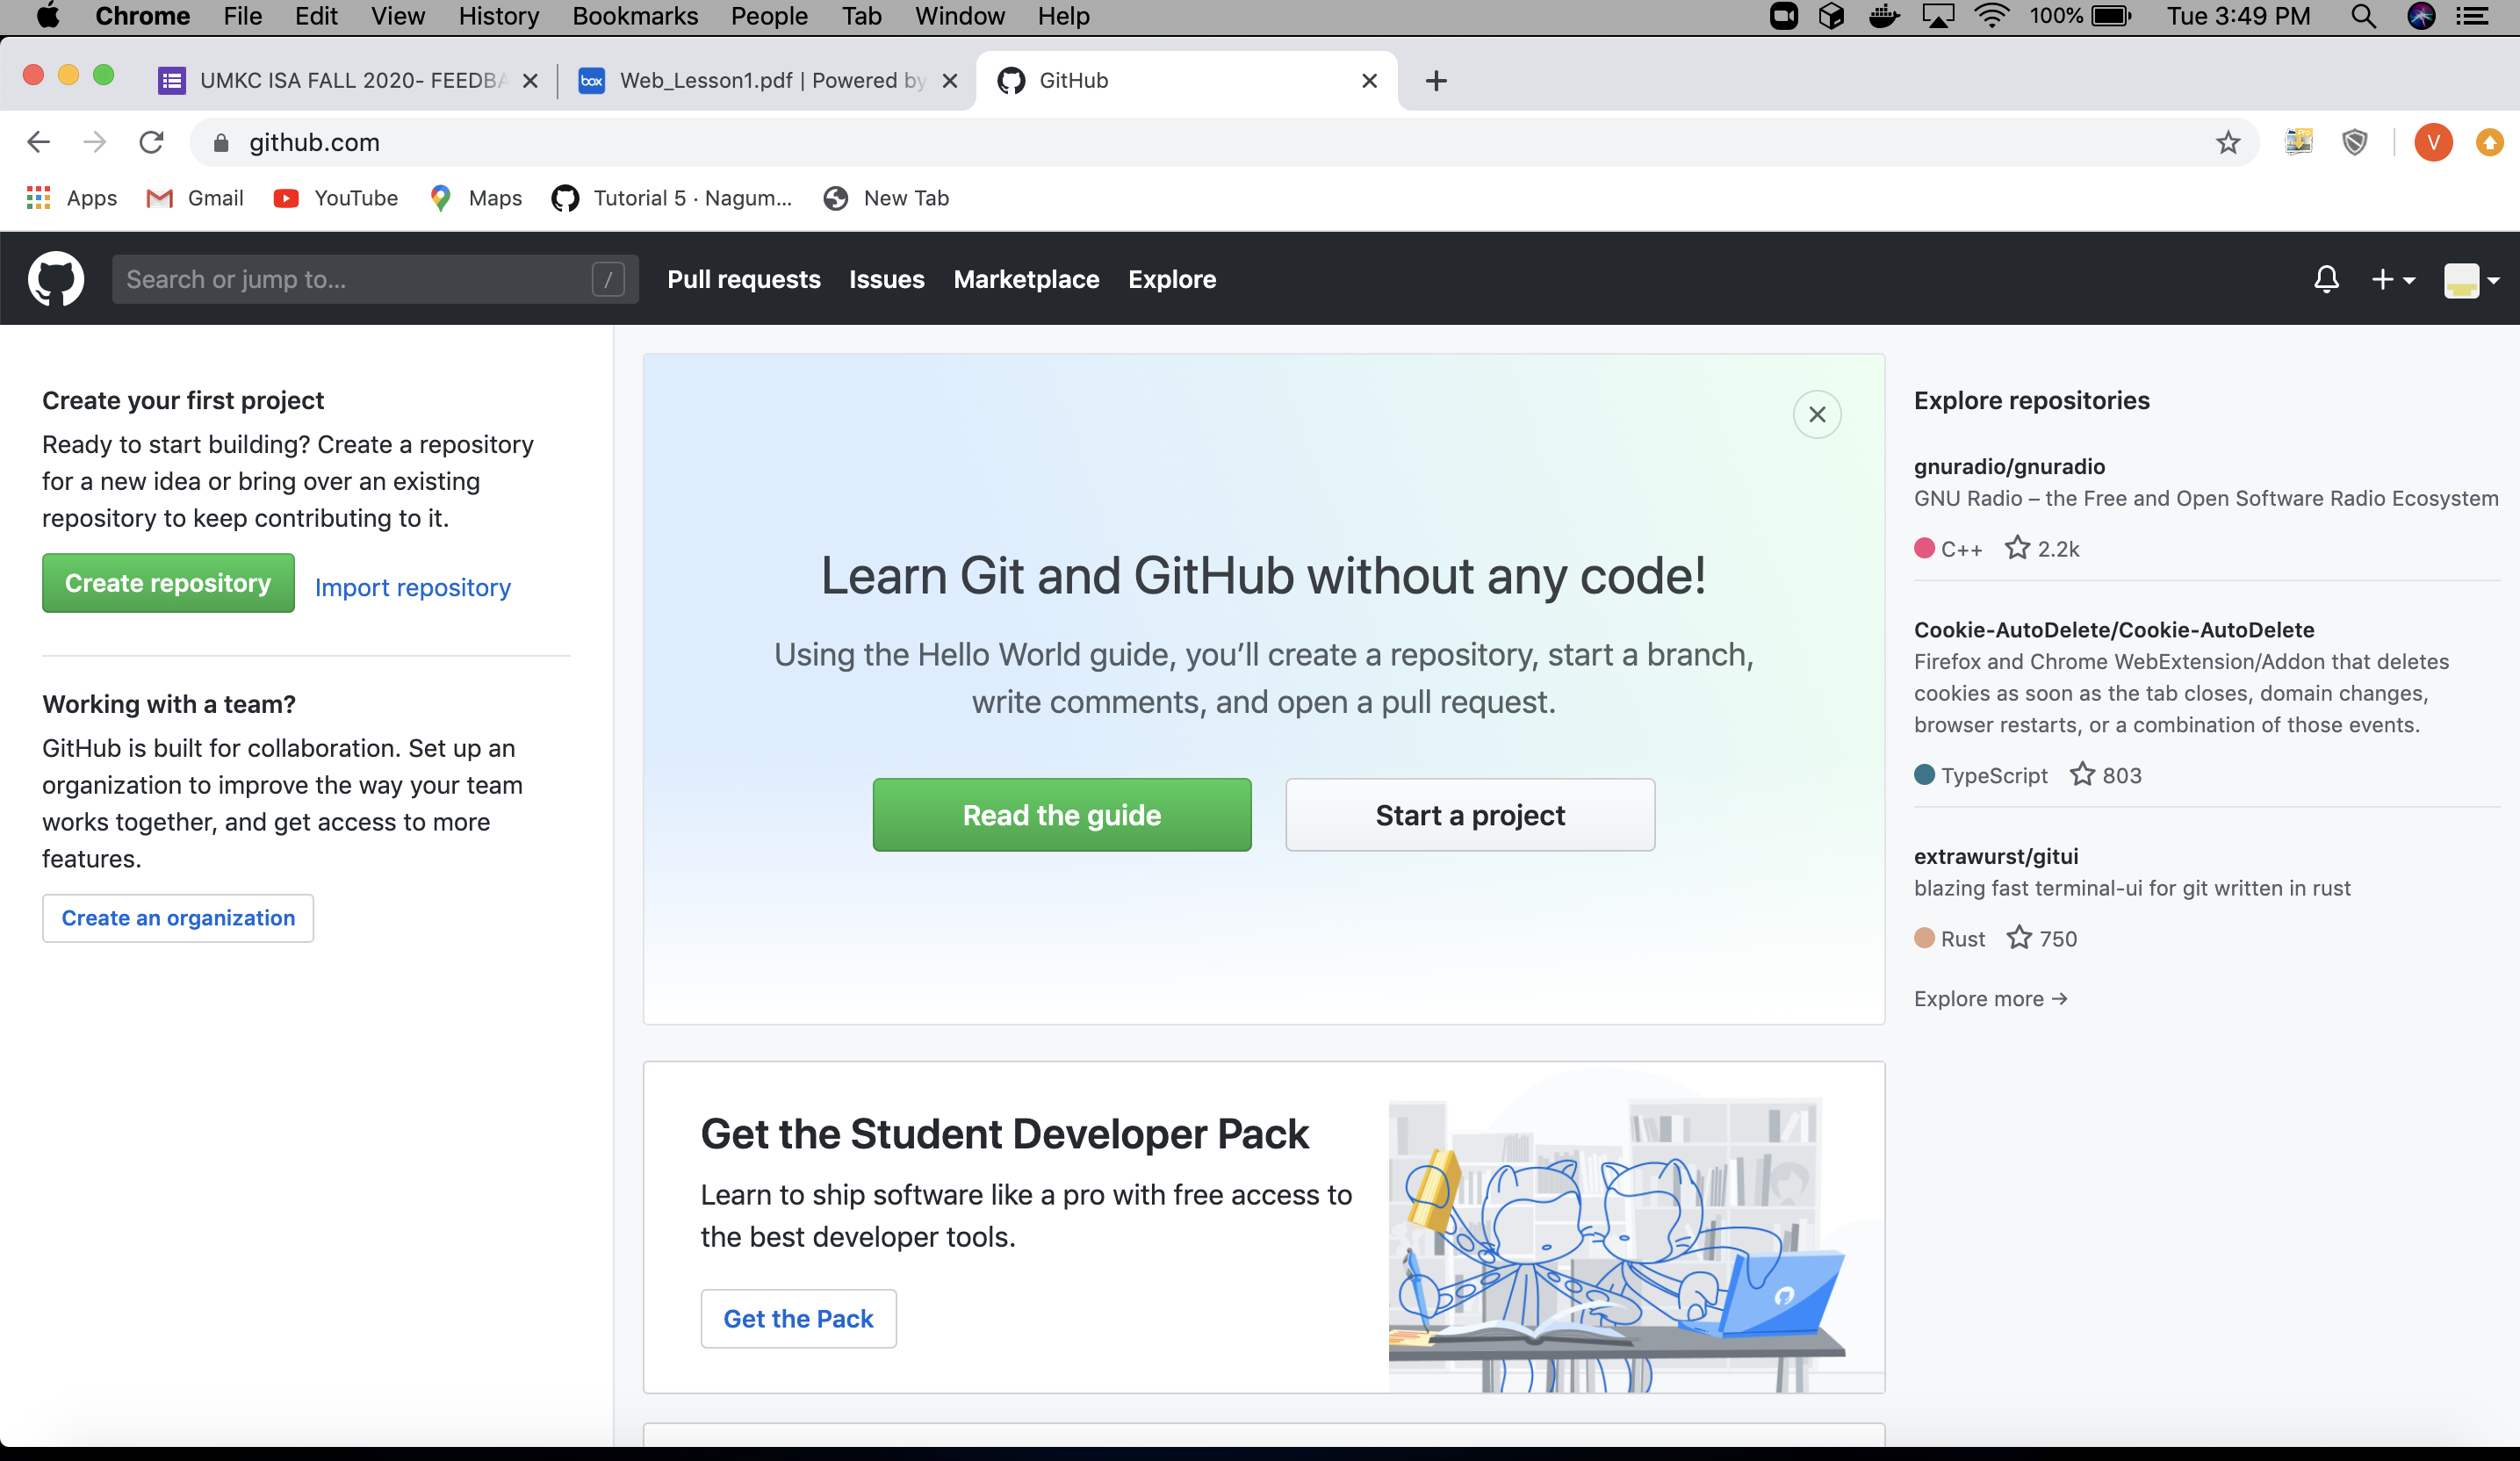 Chrome File Edit View History Bookmarks People Tab Window Help 100% Tue 3:49 PM
UMKC ISA FALL 2020- FEEDBA box Web_Lesson1.pdf | Powered by GitHub
github.com V
Apps Gmail YouTube Maps Tutorial 5 · Nagum... New Tab
Search or jump to... / Pull requests Issues Marketplace Explore
Create your first project
Ready to start building? Create a repository
for a new idea or bring over an existing
repository to keep contributing to it.
Create repository Import repository
Working with a team?
GitHub is built for collaboration. Set up an
organization to improve the way your team
works together, and get access to more
features.
Create an organization
Learn Git and GitHub without any code!
Using the Hello World guide, you’ll create a repository, start a branch,
write comments, and open a pull request.
Read the guide Start a project
Get the Student Developer Pack
Learn to ship software like a pro with free access to
the best developer tools.
Get the Pack
Explore repositories
gnuradio/gnuradio
GNU Radio – the Free and Open Software Radio Ecosystem
C++ 2.2k
Cookie-AutoDelete/Cookie-AutoDelete
Firefox and Chrome WebExtension/Addon that deletes
cookies as soon as the tab closes, domain changes,
browser restarts, or a combination of those events.
TypeScript 803
extrawurst/gitui
blazing fast terminal-ui for git written in rust
Rust 750
Explore more →